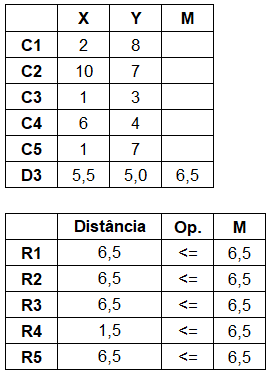 X Y M
C1 2 8
C2 10 7
C3 1 3
C4 6 4
C5 1 7
D3 5,5 5,0 6,5
Distância Op. M
R1 6,5 <= 6,5
R2 6,5 <= 6,5
R3 6,5 <= 6,5
R4 1,5 <= 6,5
R5 6,5 <= 6,5